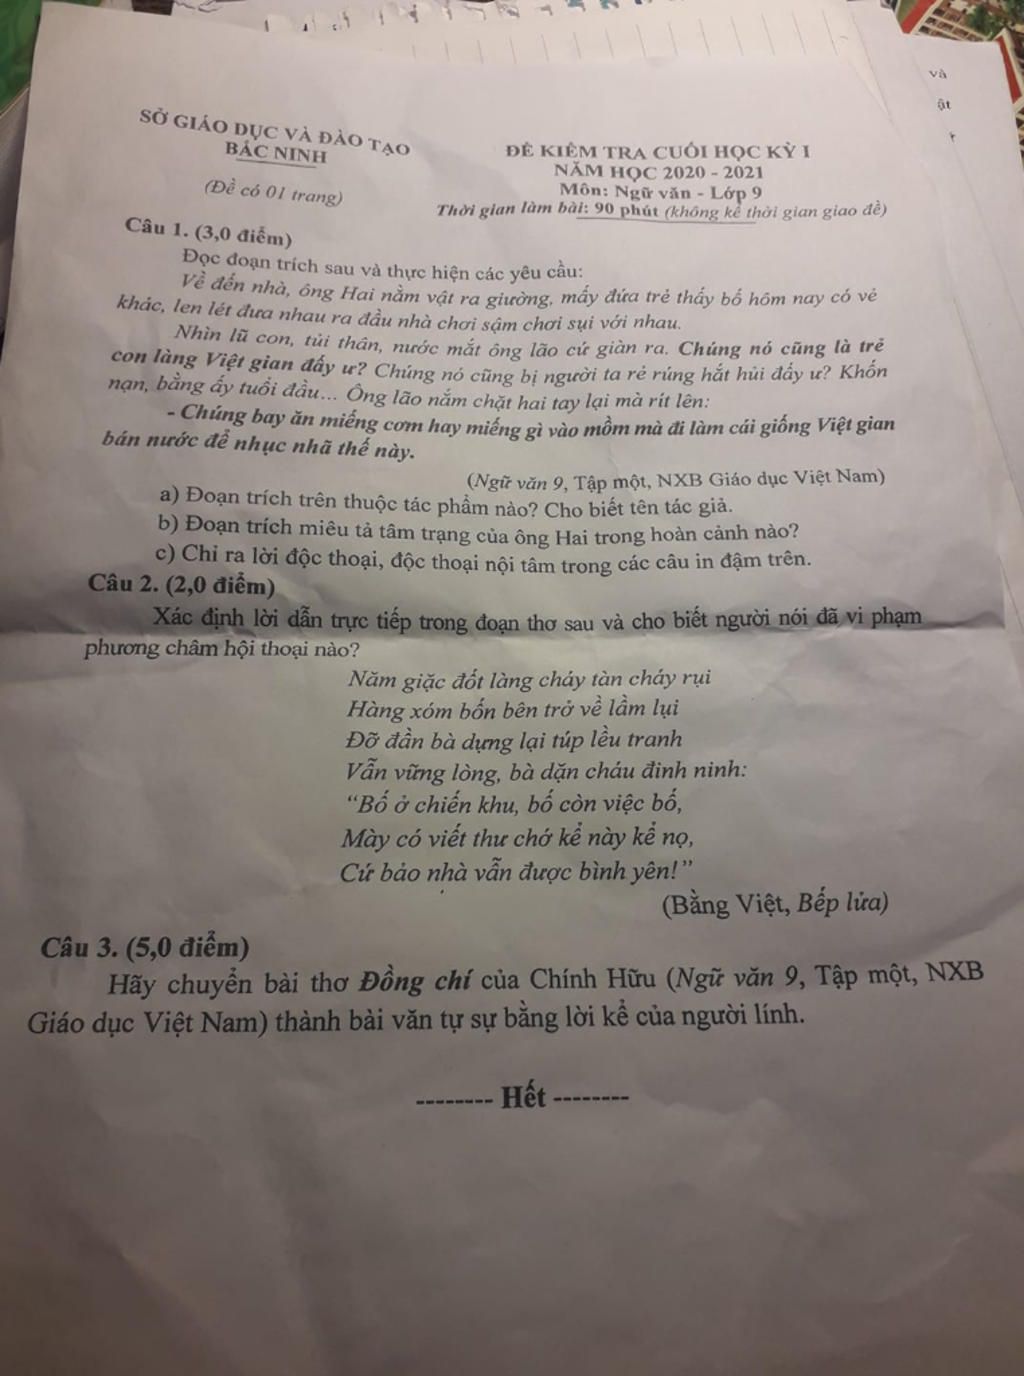 SỞ GIÁO DỤC VÀ ĐÀO TẠO
BẮC NINH
(Đề có 01 trang)
ĐỀ KIỂM TRA CUỐI HỌC KỲ I
NĂM HỌC 2020 - 2021
Môn: Ngữ văn - Lớp 9
Thời gian làm bài: 90 phút (không kể thời gian giao đề)
Câu 1. (3,0 điểm)
Đọc đoạn trích sau và thực hiện các yêu cầu:
Về đến nhà, ông Hai nằm vật ra giường, mấy đứa trẻ thấy bố hôm nay có vẻ
khác, len lét đưa nhau ra đầu nhà chơi sậm chơi sụi với nhau.
Nhìn lũ con, tủi thân, nước mắt ông lão cứ giàn ra. Chúng nó cũng là trẻ
con làng Việt gian đấy ư? Chúng nó cũng bị người ta rẻ rúng hắt hủi đấy ư? Khốn
nạn, bằng ấy tuổi đầu... Ông lão nắm chặt hai tay lại mà rít lên:
- Chúng bay ăn miếng cơm hay miếng gì vào mồm mà đi làm cái giống Việt gian
bán nước để nhục nhã thế này.
(Ngữ văn 9, Tập một, NXB Giáo dục Việt Nam)
a) Đoạn trích trên thuộc tác phẩm nào? Cho biết tên tác giả.
b) Đoạn trích miêu tả tâm trạng của ông Hai trong hoàn cảnh nào?
c) Chỉ ra lời độc thoại, độc thoại nội tâm trong các câu in đậm trên.
Câu 2. (2,0 điểm)
Xác định lời dẫn trực tiếp trong đoạn thơ sau và cho biết người nói đã vi phạm
phương châm hội thoại nào?
Năm giặc đốt làng cháy tàn cháy rụi
Hàng xóm bốn bên trở về lầm lụi
Đỡ đần bà dựng lại túp lều tranh
Vẫn vững lòng, bà dặn cháu đinh ninh:
“Bố ở chiến khu, bố còn việc bố,
Mày có viết thư chớ kể này kể nọ,
Cứ bảo nhà vẫn được bình yên!”
(Bằng Việt, Bếp lửa)
Câu 3. (5,0 điểm)
Hãy chuyển bài thơ Đồng chí của Chính Hữu (Ngữ văn 9, Tập một, NXB
Giáo dục Việt Nam) thành bài văn tự sự bằng lời kể của người lính.
-------- Hết --------
và
ật